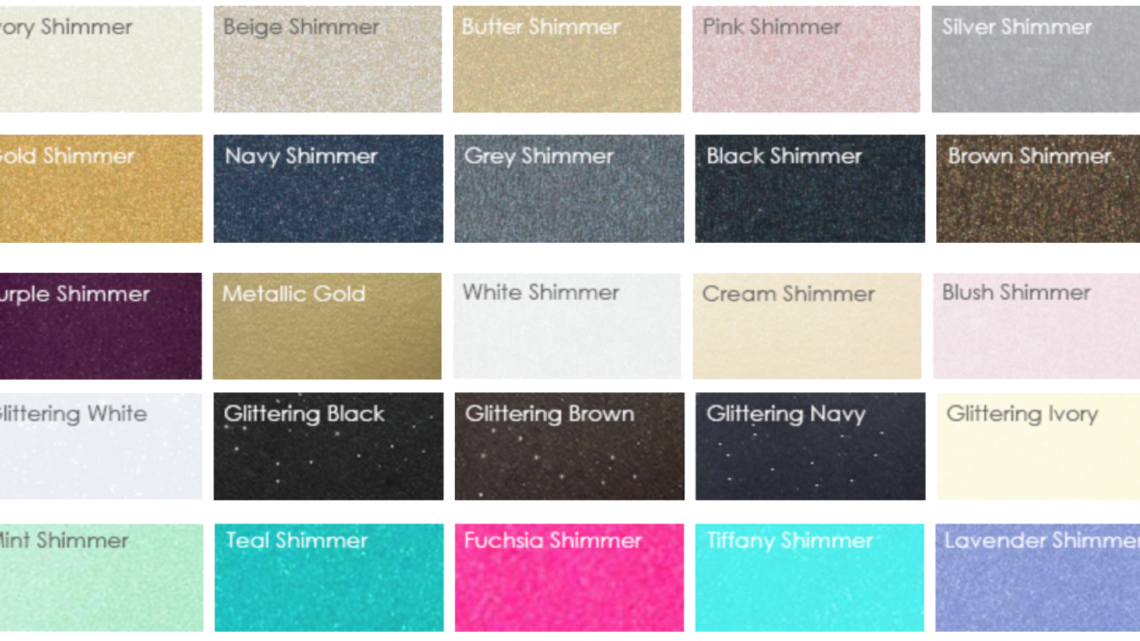 vory Shimmer
Beige Shimmer
Butter Shimmer
Pink Shimmer
Silver Shimmer
Gold Shimmer
Navy Shimmer
Grey Shimmer
Black Shimmer
Brown Shimmer
urple Shimmer
Metallic Gold
White Shimmer
Cream Shimmer
Blush Shimmer
Glittering White
Glittering Black
Glittering Brown
Glittering Navy
Glittering Ivory
Mint Shimmer
Teal Shimmer
Fuchsia Shimmer
Tiffany Shimmer
Lavender Shimmer